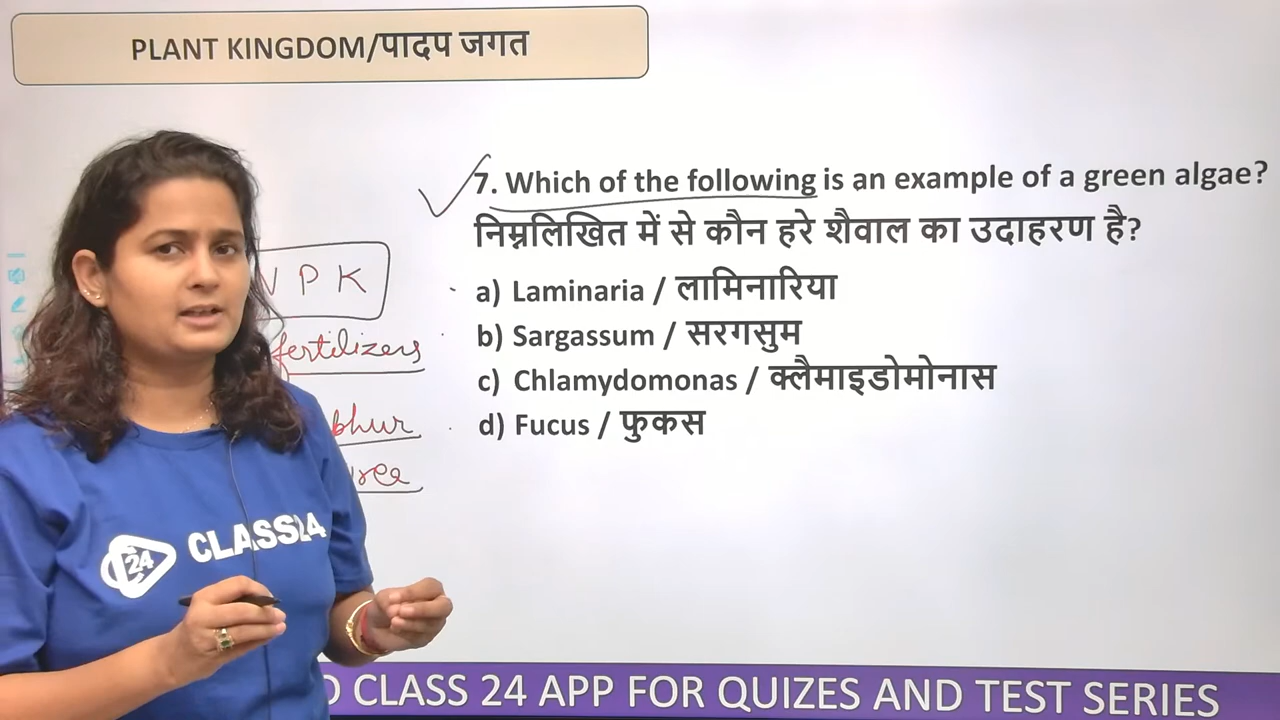 PLANT KINGDOM/पादप जगत
7. Which of the following is an example of a green algae?
निम्नलिखित में से कौन हरे शैवाल का उदाहरण है?
a) Laminaria / लामिनारिया
b) Sargassum / सरगसुम
c) Chlamydomonas / क्लैमाइडोमोनास
d) Fucus / फुकस
P K
fertilizers
24 CLASS24
CLASS 24 APP FOR QUIZES AND TEST SERIES